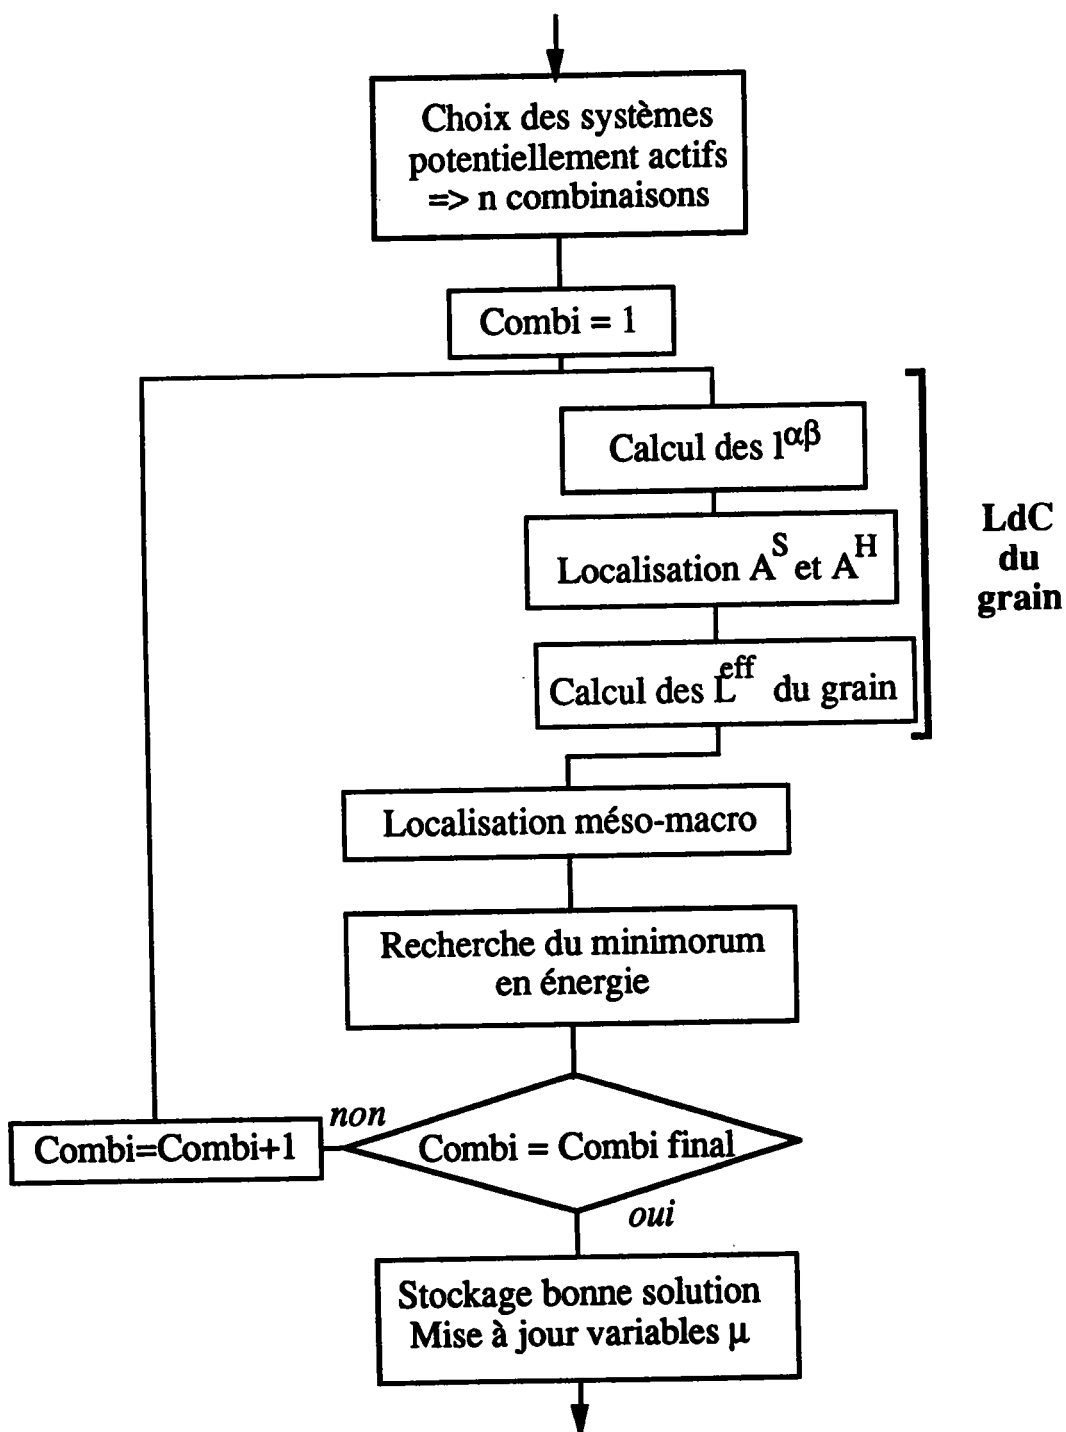 Choix des systèmes
potentiellement actifs
=> n combinaisons
Combi = 1
Calcul des l^αβ
Localisation A^S et A^H
Calcul des L^eff du grain
LdC
du
grain
Localisation méso-macro
Recherche du minimorum
en énergie
Combi = Combi final
non
Combi=Combi+1
oui
Stockage bonne solution
Mise à jour variables μ